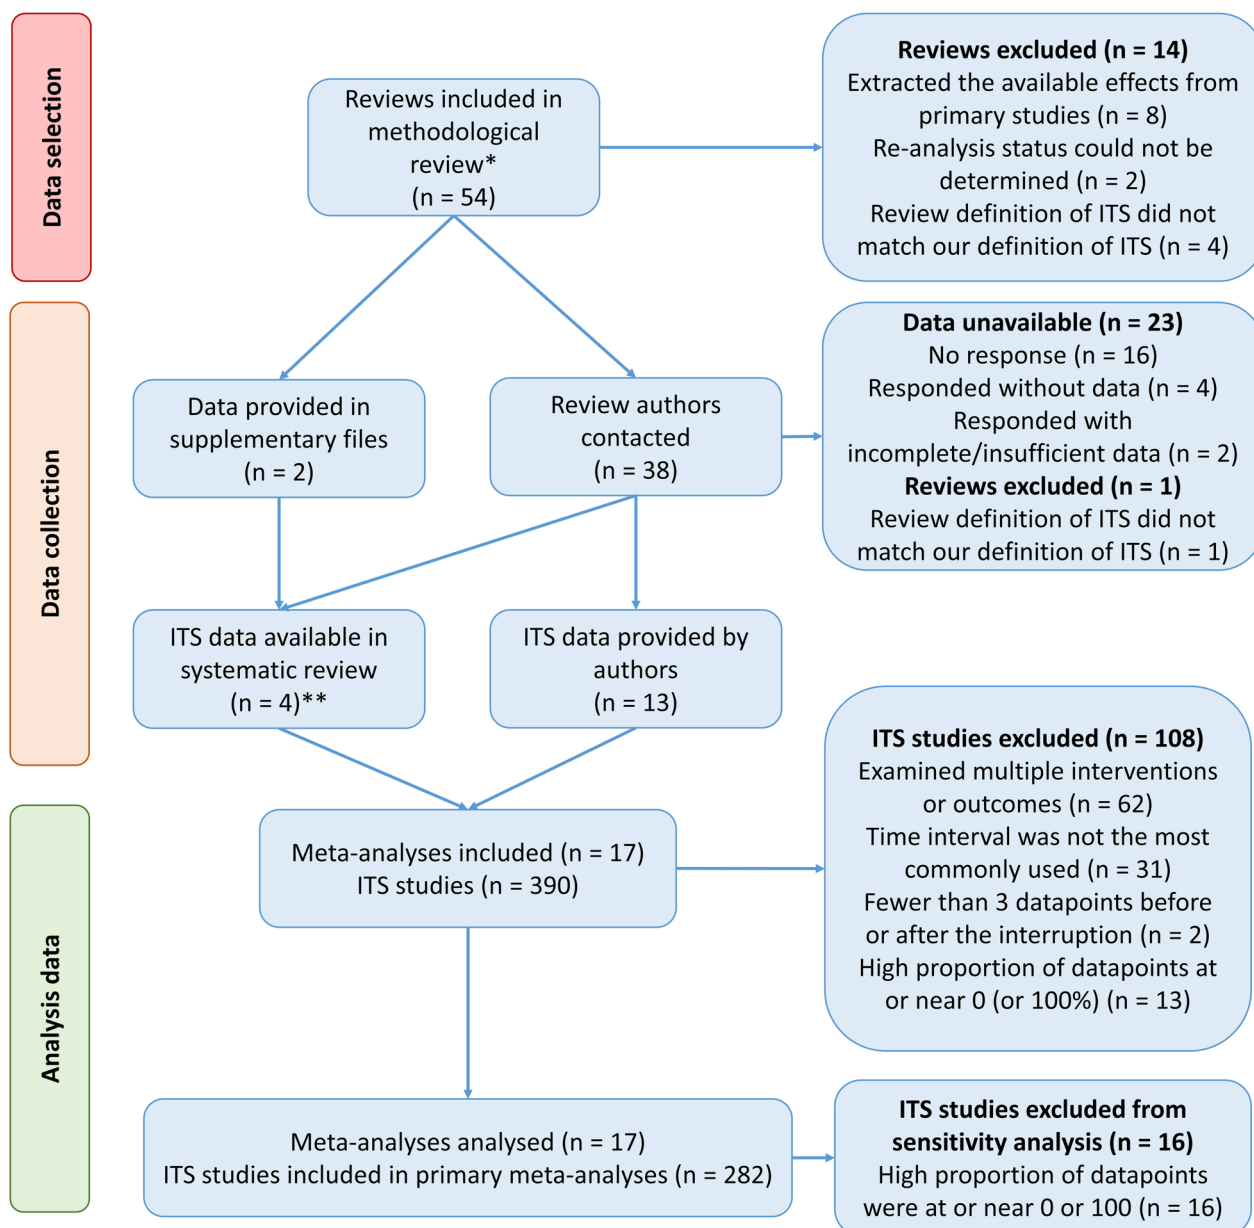 Data selection
Reviews included in
methodological
review*
(n = 54)
Reviews excluded (n = 14)
Extracted the available effects from
primary studies (n = 8)
Re-analysis status could not be
determined (n = 2)
Review definition of ITS did not
match our definition of ITS (n = 4)
Data collection
Data provided in
supplementary files
(n = 2)
Review authors
contacted
(n = 38)
Data unavailable (n = 23)
No response (n = 16)
Responded without data (n = 4)
Responded with
incomplete/insufficient data (n = 2)
Reviews excluded (n = 1)
Review definition of ITS did not
match our definition of ITS (n = 1)
ITS data available in
systematic review
(n = 4)**
ITS data provided by
authors
(n = 13)
Analysis data
Meta-analyses included (n = 17)
ITS studies (n = 390)
ITS studies excluded (n = 108)
Examined multiple interventions
or outcomes (n = 62)
Time interval was not the most
commonly used (n = 31)
Fewer than 3 datapoints before
or after the interruption (n = 2)
High proportion of datapoints at
or near 0 (or 100%) (n = 13)
Meta-analyses analysed (n = 17)
ITS studies included in primary meta-analyses (n = 282)
ITS studies excluded from
sensitivity analysis (n = 16)
High proportion of datapoints
were at or near 0 or 100 (n = 16)